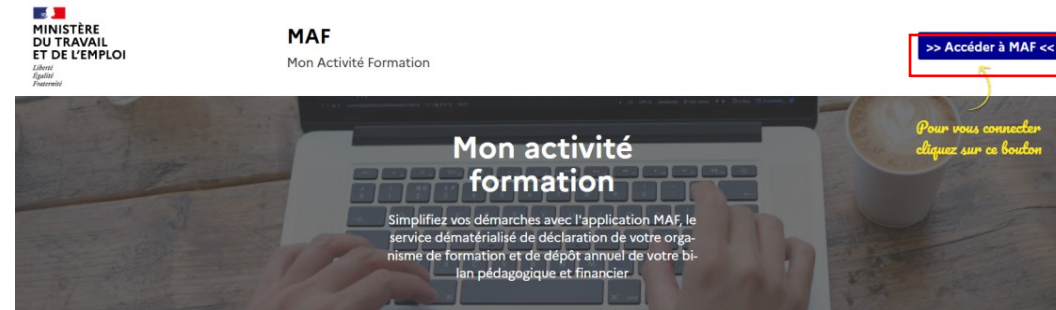 MINISTÈRE
DU TRAVAIL
ET DE L'EMPLOI
Liberté
Égalité
Fraternité
MAF
Mon Activité Formation
>> Accéder à MAF <<
Pour vous connecter
cliquez sur ce bouton
Mon activité
formation
Simplifiez vos démarches avec l'application MAF, le
service dématérialisé de déclaration de votre orga-
nisme de formation et de dépôt annuel de votre bi-
lan pédagogique et financier